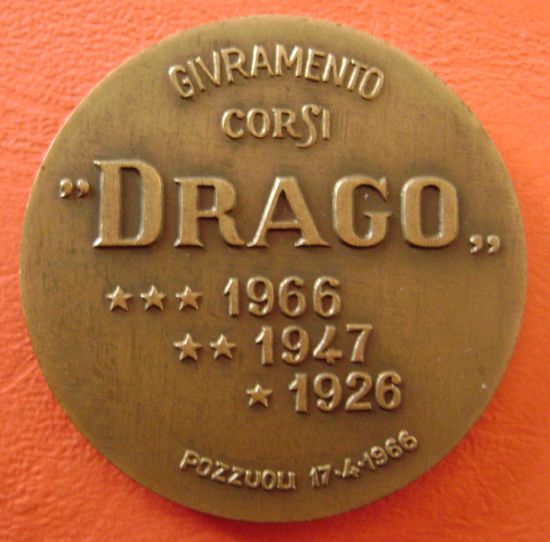 GIVRAMENTO
CORSI
„DRAGO„
★★★ 1966
★★ 1947
★ 1926
POZZUOLI 17-4-1966